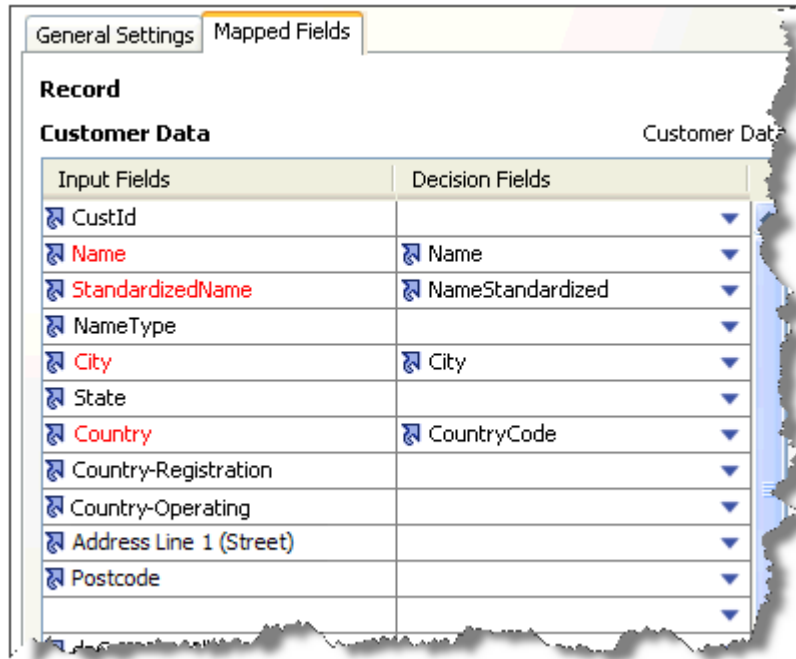 General Settings Mapped Fields
Record
Customer Data Customer Data
Input Fields Decision Fields
CustId
Name Name
StandardizedName NameStandardized
NameType
City City
State
Country CountryCode
Country-Registration
Country-Operating
Address Line 1 (Street)
Postcode